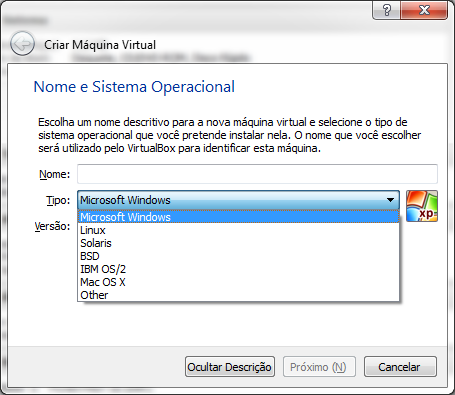 Criar Máquina Virtual
Nome e Sistema Operacional
Escolha um nome descritivo para a nova máquina virtual e selecione o tipo de
sistema operacional que você pretende instalar nela. O nome que você escolher
será utilizado pelo VirtualBox para identificar esta máquina.
Nome:
Tipo: Microsoft Windows
xp
Microsoft Windows
Versão:
Linux
Solaris
BSD
IBM OS/2
Mac OS X
Other
Ocultar Descrição Próximo (N) Cancelar